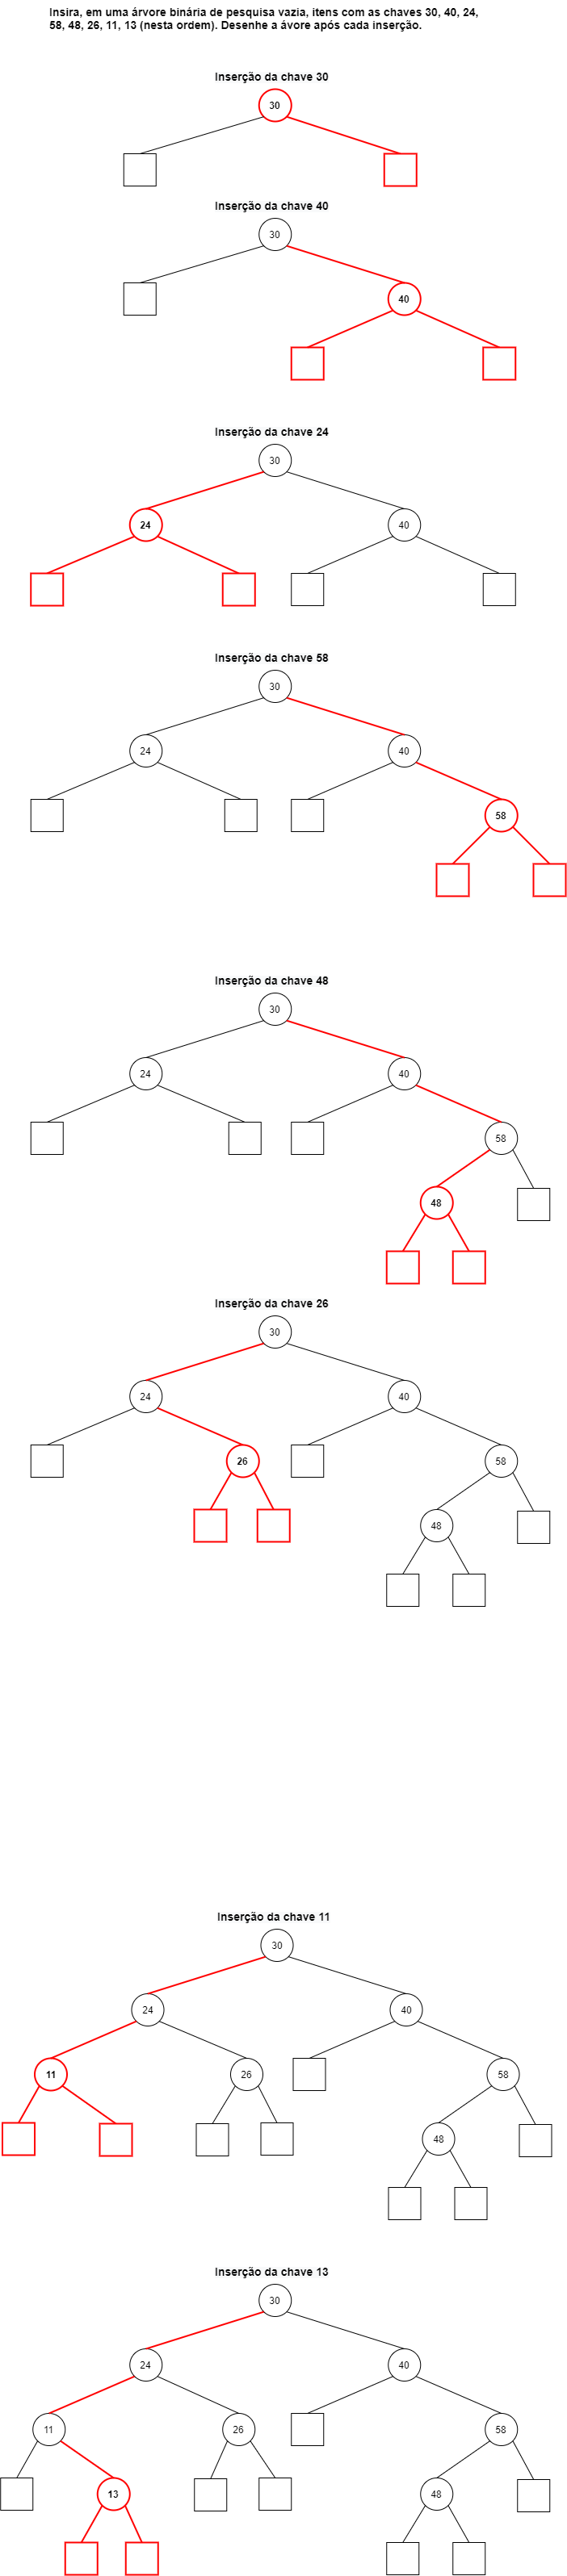 Insira, em uma árvore binária de pesquisa vazia, itens com as chaves 30, 40, 24,
58, 48, 26, 11, 13 (nesta ordem). Desenhe a ávore após cada inserção.
Inserção da chave 30
30
Inserção da chave 40
30
40
Inserção da chave 24
30
24 40
Inserção da chave 58
30
24 40
58
Inserção da chave 48
30
24 40
58
48
Inserção da chave 26
30
24 40
26 58
48
Inserção da chave 11
30
24 40
11 26 58
48
Inserção da chave 13
30
24 40
11 26 58
13 48